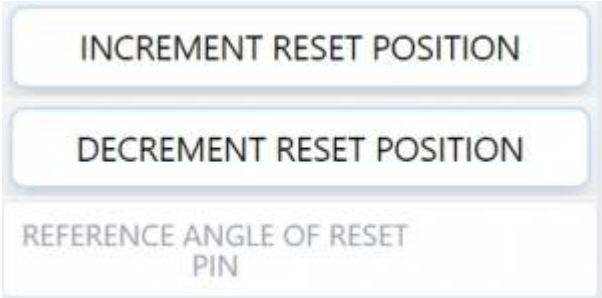 INCREMENT RESET POSITION
DECREMENT RESET POSITION
REFERENCE ANGLE OF RESET
PIN